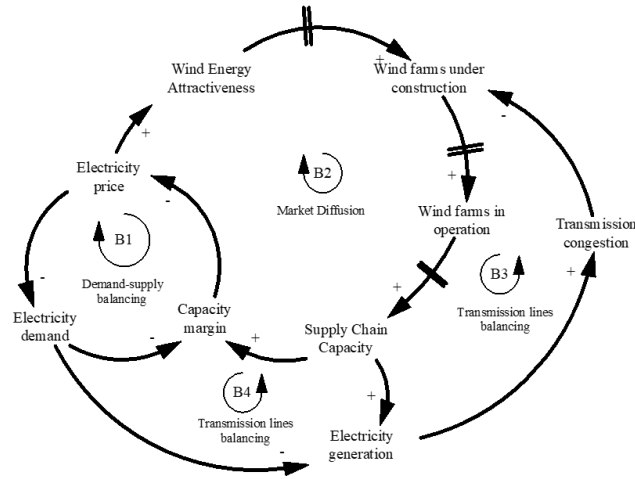 Wind Energy
Attractiveness
+
Wind farms under
construction
-
+
Electricity
price
B2
+
-
-
Market Diffusion
Wind farms in
operation
Transmission
congestion
B1
-
Demand-supply
balancing
B3
+
+
Transmission lines
balancing
Electricity
demand
Capacity
margin
-
+
Supply Chain
Capacity
B4
+
Transmission lines
balancing
-
Electricity
generation